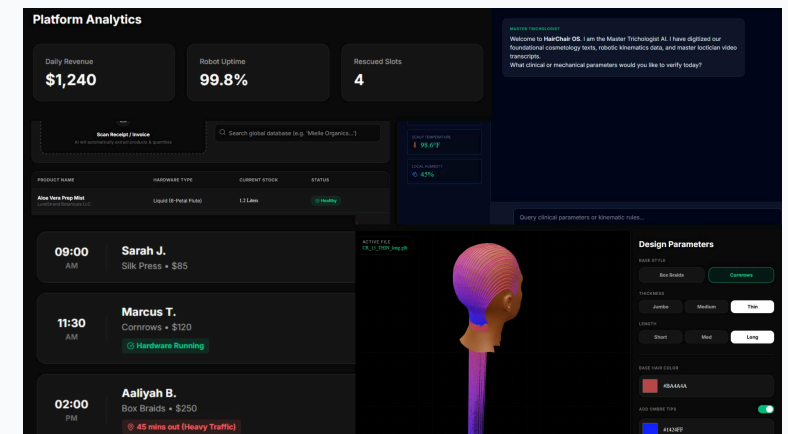 Platform Analytics
Daily Revenue
$1,240
Robot Uptime
99.8%
Rescued Slots
4
MASTER TRICHOLOGIST
Welcome to HairChair OS. I am the Master Trichologist AI. I have digitized our
foundational cosmetology texts, robotic kinematics data, and master loctician video
transcripts.
What clinical or mechanical parameters would you like to verify today?
Scan Receipt / Invoice
AI will automatically extract products & quantities
Search global database (e.g. 'Mielle Organics...')
SCALP TEMPERATURE
98.6°F
LOCAL HUMIDITY
45%
PRODUCT NAME
HARDWARE TYPE
CURRENT STOCK
STATUS
Aloe Vera Prep Mist
Liquid (8-Petal Flute)
1.2 Liters
Healthy
Query clinical parameters or kinematic rules...
09:00
AM
Sarah J.
Silk Press • $85
11:30
AM
Marcus T.
Cornrows • $120
Hardware Running
02:00
PM
Aaliyah B.
Box Braids • $250
45 mins out (Heavy Traffic)
ACTIVE FILE
Design Parameters
BASE STYLE
Box Braids
Cornrows
THICKNESS
Jumbo
Medium
Thin
LENGTH
Short
Med
Long
BASE HAIR COLOR
#BA4A4A
ADD OMBRE TIPS
#1424FF